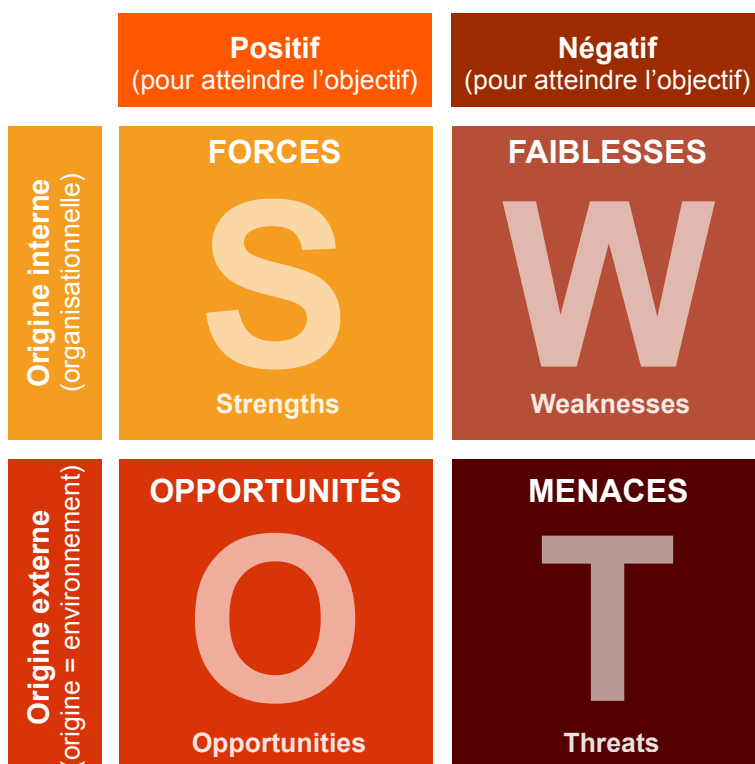 Positif
(pour atteindre l’objectif)
Négatif
(pour atteindre l’objectif)
Origine interne
(organisationnelle)
FORCES
S
Strengths
FAIBLESSES
W
Weaknesses
Origine externe
(origine = environnement)
OPPORTUNITÉS
O
Opportunities
MENACES
T
Threats